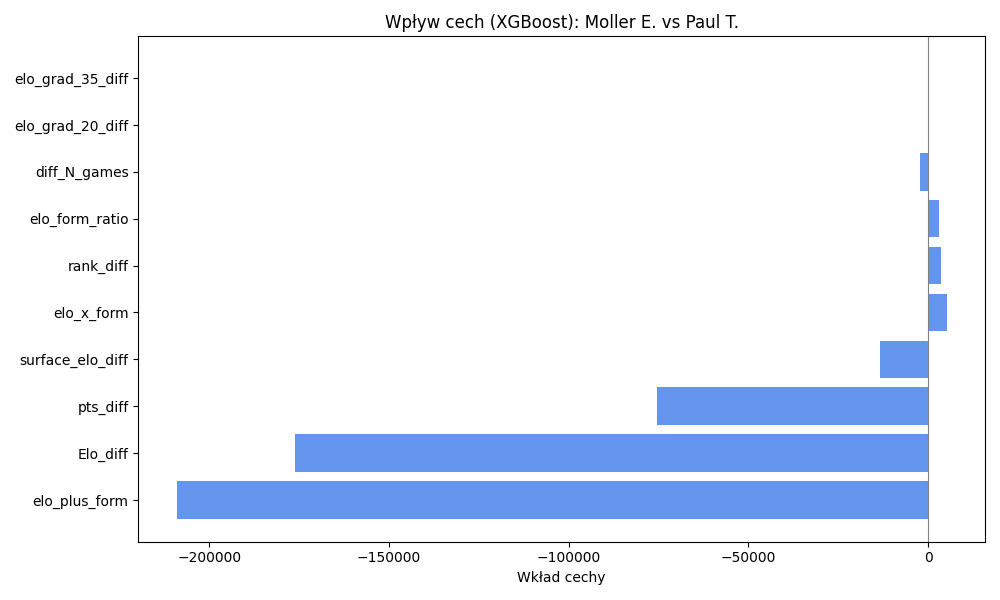 Wpływ cech (XGBoost): Moller E. vs Paul T.
elo_grad_35_diff
elo_grad_20_diff
diff_N_games
elo_form_ratio
rank_diff
elo_x_form
surface_elo_diff
pts_diff
Elo_diff
elo_plus_form
−200000 −150000 −100000 −50000 0
Wkład cechy